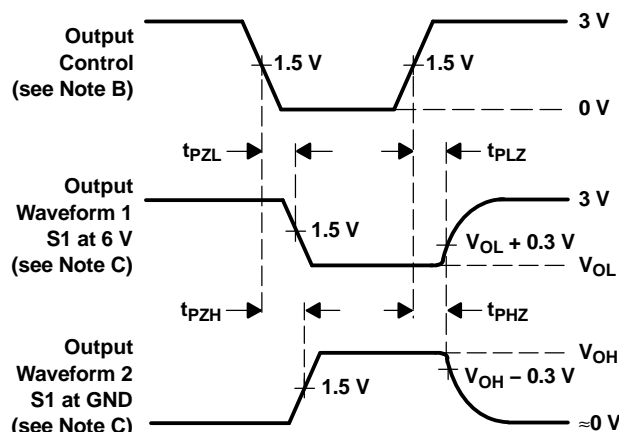 Output
Control
(see Note B)
1.5 V
1.5 V
3 V
0 V
tPZL
tPLZ
Output
Waveform 1
S1 at 6 V
(see Note C)
1.5 V
3 V
VOL + 0.3 V
VOL
tPZH
tPHZ
Output
Waveform 2
S1 at GND
(see Note C)
1.5 V
VOH
VOH – 0.3 V
≈0 V